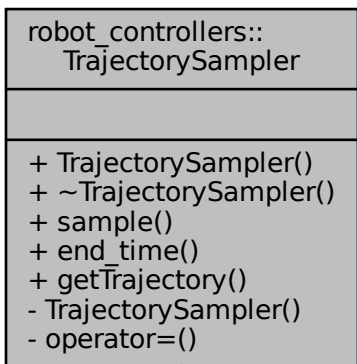 robot_controllers::
TrajectorySampler
+ TrajectorySampler()
+ ~TrajectorySampler()
+ sample()
+ end_time()
+ getTrajectory()
- TrajectorySampler()
- operator=()